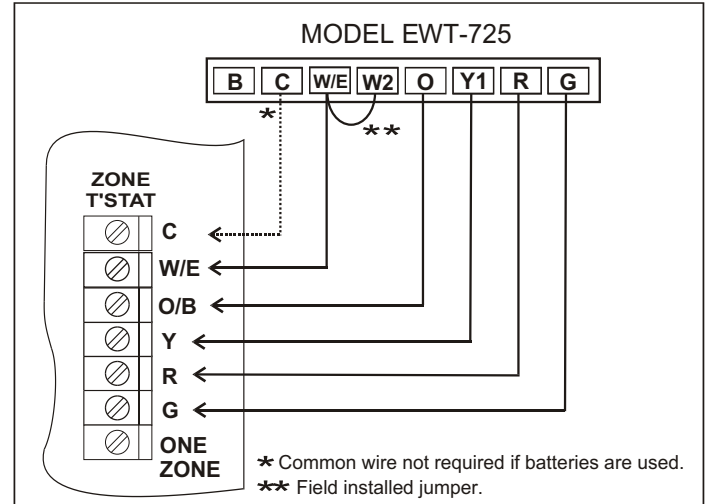 MODEL EWT-725
B C W/E W2 O Y1 R G
*
**
ZONE
T'STAT
C
W/E
O/B
Y
R
G
ONE
ZONE
* Common wire not required if batteries are used.
** Field installed jumper.